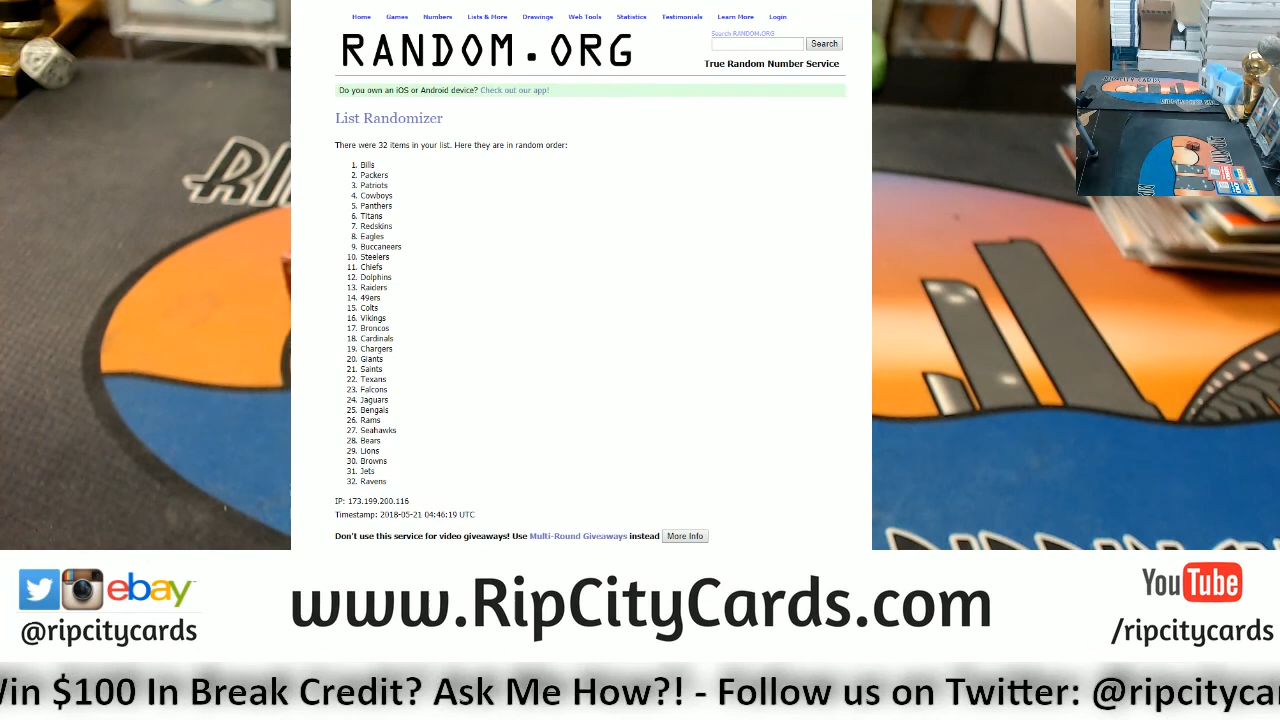 Home Games Numbers Lists & More Drawings Web Tools Statistics Testimonials Learn More Login
RANDOM.ORG
Search RANDOM.ORG
Search
True Random Number Service
Do you own an iOS or Android device? Check out our app!
List Randomizer
There were 32 items in your list. Here they are in random order:
1. Bills
2. Packers
3. Patriots
4. Cowboys
5. Panthers
6. Titans
7. Redskins
8. Eagles
9. Buccaneers
10. Steelers
11. Chiefs
12. Dolphins
13. Raiders
14. 49ers
15. Colts
16. Vikings
17. Broncos
18. Cardinals
19. Chargers
20. Giants
21. Saints
22. Texans
23. Falcons
24. Jaguars
25. Bengals
26. Rams
27. Seahawks
28. Bears
29. Lions
30. Browns
31. Jets
32. Ravens
IP: 173.199.200.116
Timestamp: 2018-05-21 04:46:19 UTC
Don't use this service for video giveaways! Use Multi-Round Giveaways instead More Info
ebay
@ripcitycards
www.RipCityCards.com
YouTube
/ripcitycards
Win $100 In Break Credit? Ask Me How?! - Follow us on Twitter: @ripcitycar